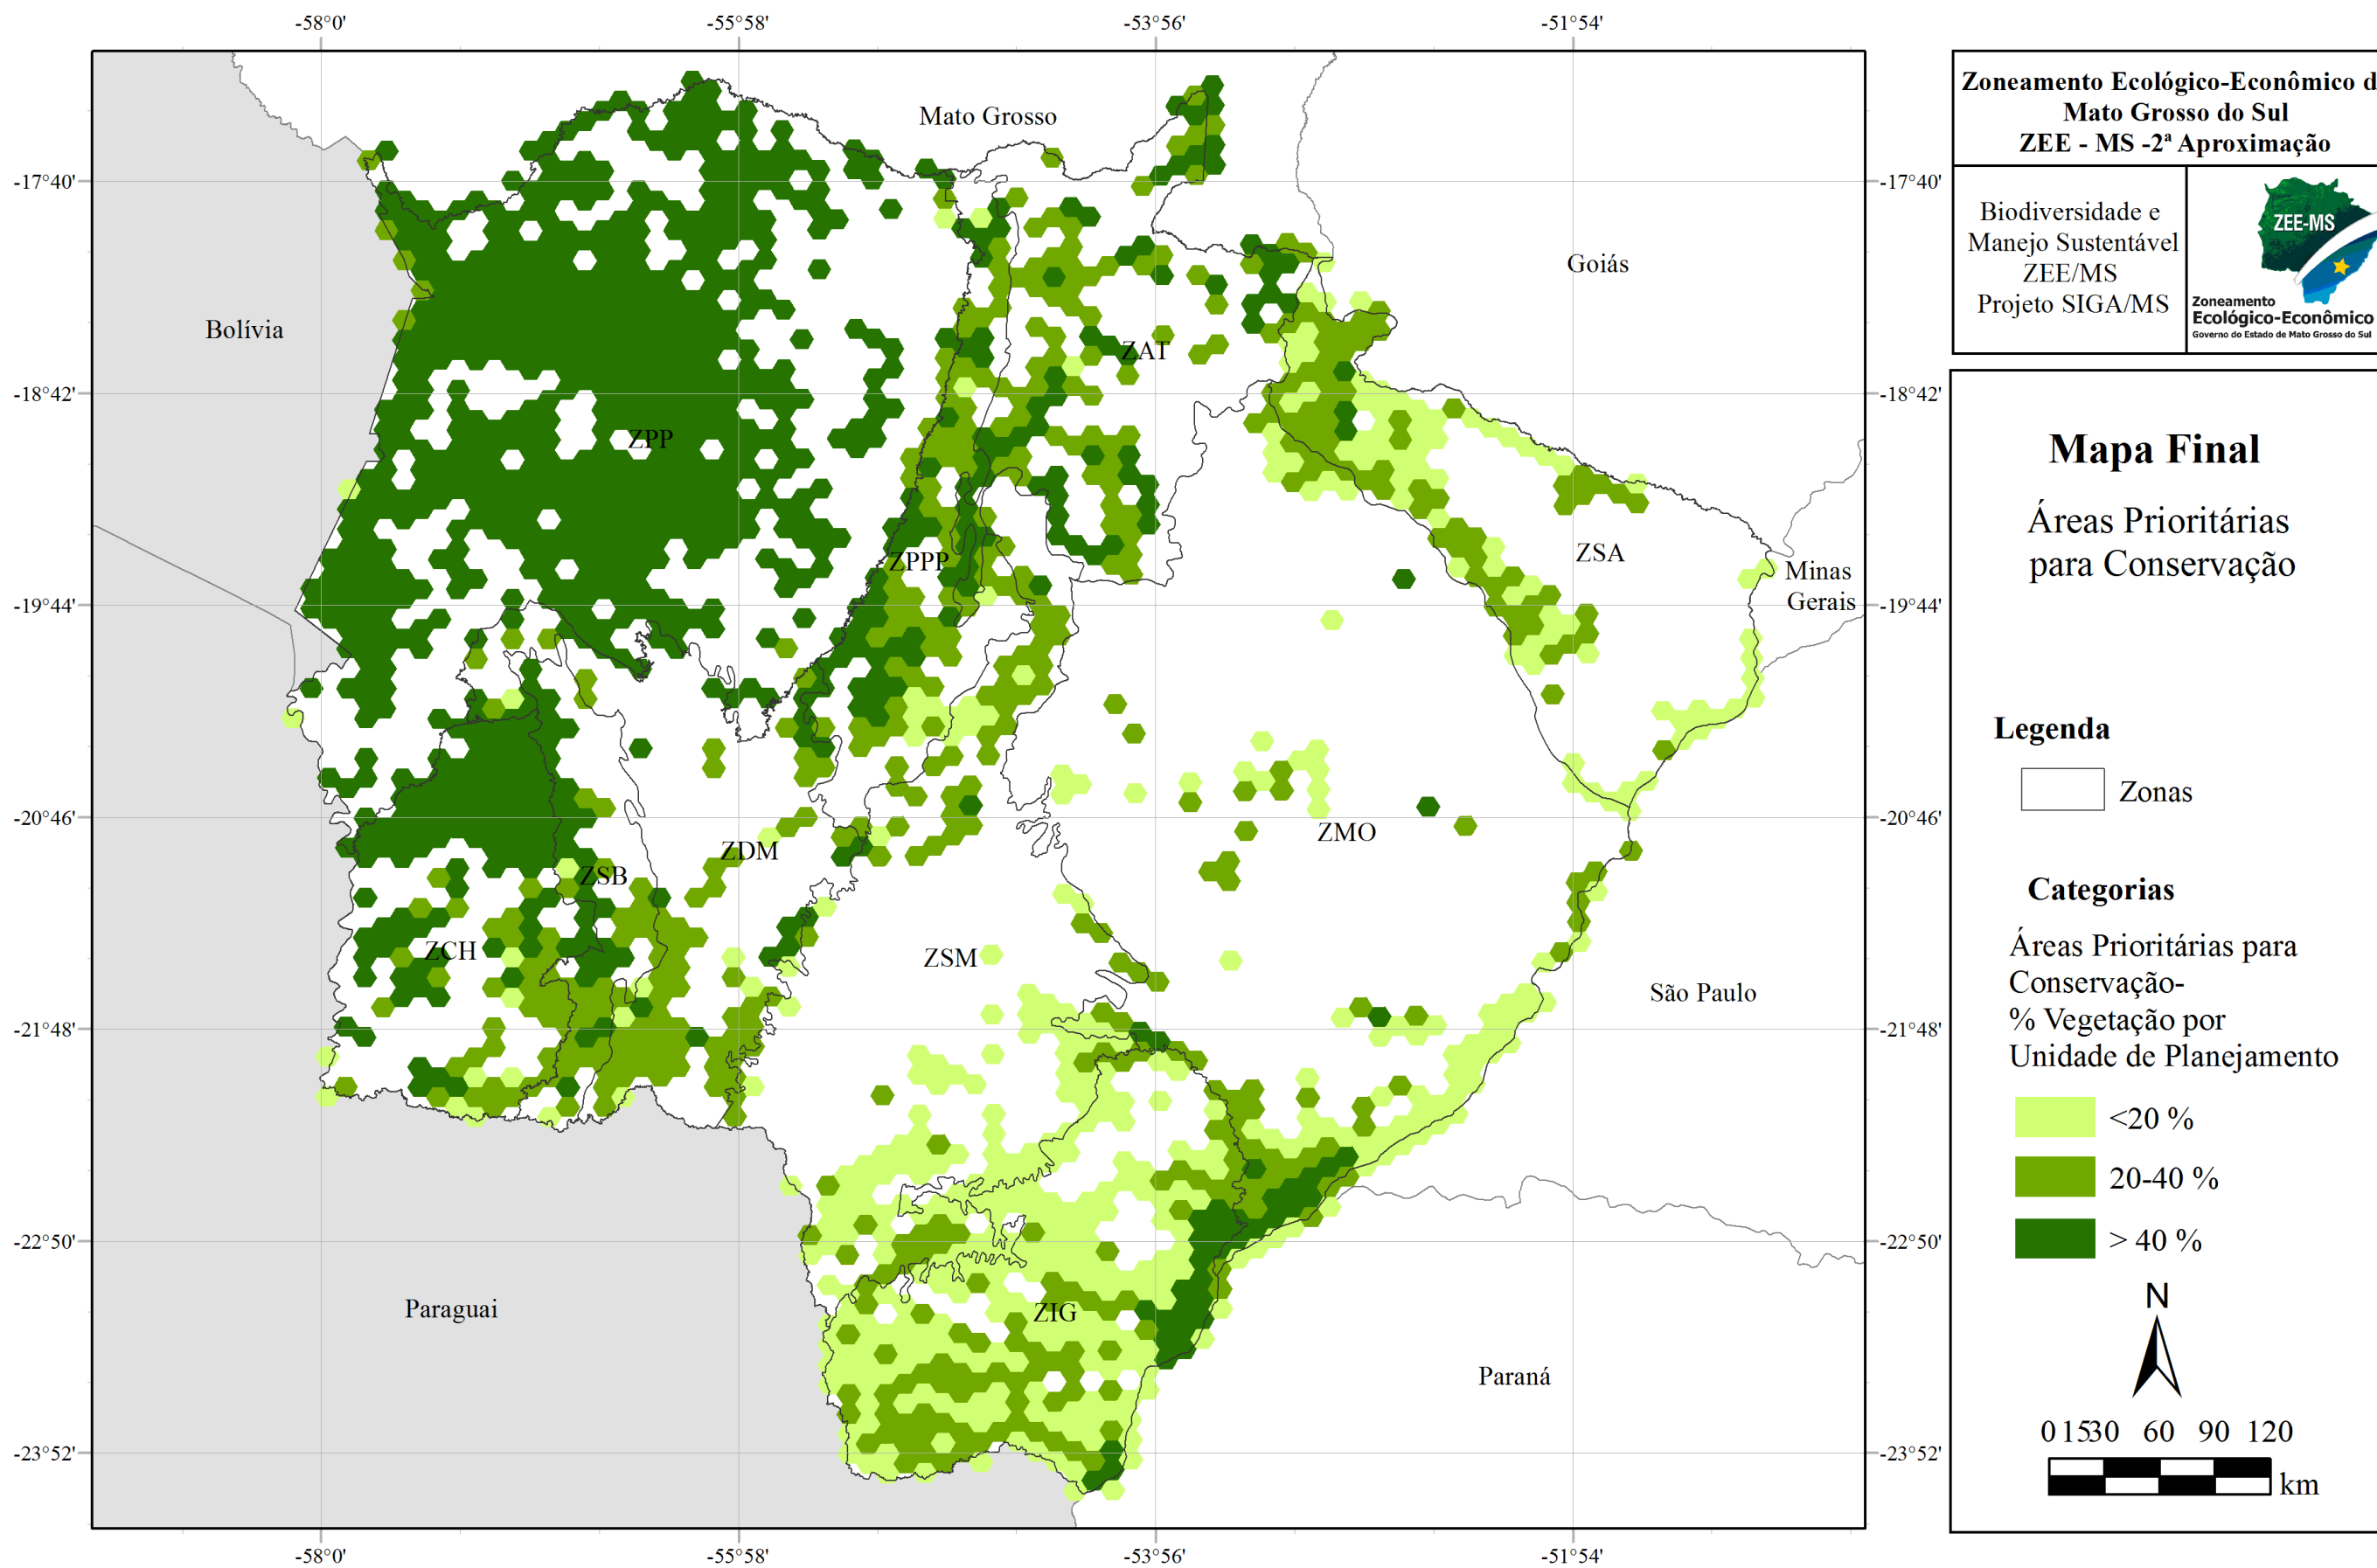 -58°0'
-55°58'
-53°56'
-51°54'
Mato Grosso
-17°40'
-17°40'
Goiás
Bolívia
ZAT
-18°42'
-18°42'
ZPP
ZPPP
ZSA
Minas
Gerais
-19°44'
-19°44'
-20°46'
-20°46'
ZMO
ZDM
ZSB
ZCH
ZSM
São Paulo
-21°48'
-21°48'
-22°50'
-22°50'
Paraguai
ZIG
Paraná
-23°52'
-23°52'
-58°0'
-55°58'
-53°56'
-51°54'
Zoneamento Ecológico-Econômico d
Mato Grosso do Sul
ZEE - MS -2ª Aproximação
Biodiversidade e
Manejo Sustentável
ZEE/MS
Projeto SIGA/MS
ZEE-MS
Zoneamento
Ecológico-Econômico
Governo do Estado de Mato Grosso do Sul
Mapa Final
Áreas Prioritárias
para Conservação
Legenda
Zonas
Categorias
Áreas Prioritárias para
Conservação-
% Vegetação por
Unidade de Planejamento
<20 %
20-40 %
> 40 %
N
0 15 30 60 90 120
km